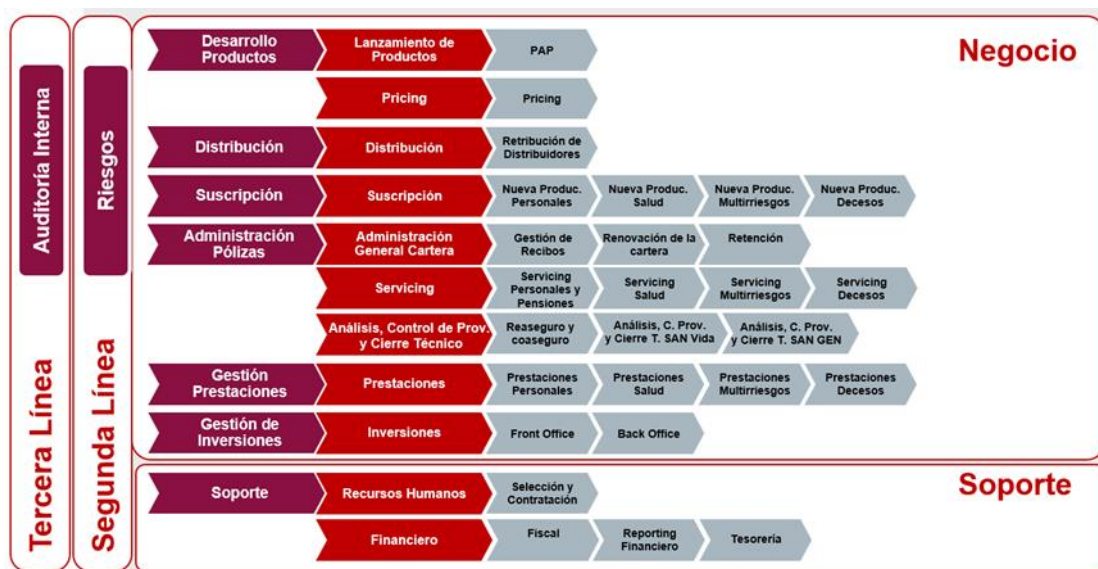 Tercera Línea
Auditoría Interna
Segunda Línea
Riesgos
Negocio
Desarrollo
Productos
Lanzamiento de
Productos
PAP
Pricing
Pricing
Distribución
Distribución
Retribución de
Distribuidores
Suscripción
Suscripción
Nueva Produc.
Personales
Nueva Produc.
Salud
Nueva Produc.
Multirriesgos
Nueva Produc.
Decesos
Administración
Pólizas
Administración
General Cartera
Gestión de
Recibos
Renovación de la
cartera
Retención
Servicing
Servicing
Personales y
Pensiones
Servicing
Salud
Servicing
Multirriesgos
Servicing
Decesos
Análisis, Control de Prov.
y Cierre Técnico
Reaseguro y
coaseguro
Análisis, C. Prov.
y Cierre T. SAN Vida
Análisis, C. Prov.
y Cierre T. SAN GEN
Gestión
Prestaciones
Prestaciones
Prestaciones
Personales
Prestaciones
Salud
Prestaciones
Multirriesgos
Prestaciones
Decesos
Gestión de
Inversiones
Inversiones
Front Office
Back Office
Soporte
Soporte
Recursos Humanos
Selección y
Contratación
Financiero
Fiscal
Reporting
Financiero
Tesorería